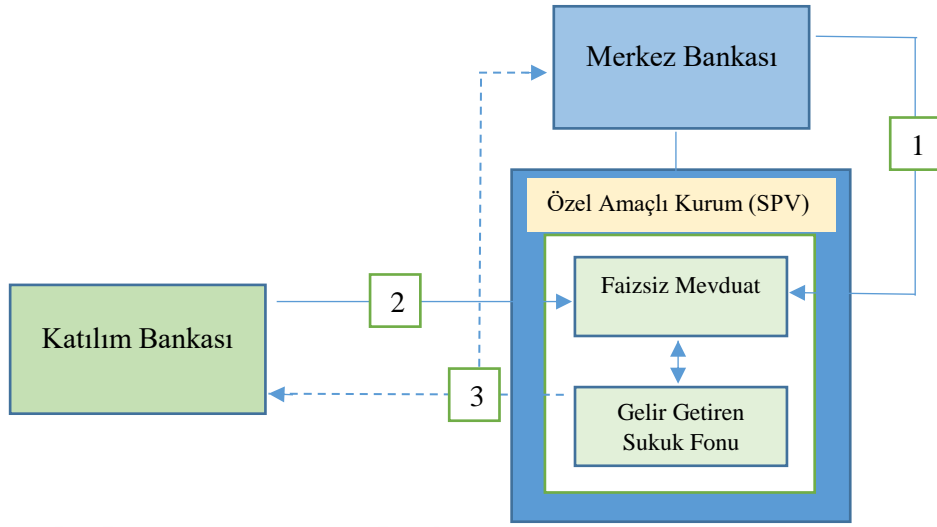 Merkez Bankası
1
Özel Amaçlı Kurum (SPV)
Faizsiz Mevduat
2
Katılım Bankası
3
Gelir Getiren
Sukuk Fonu